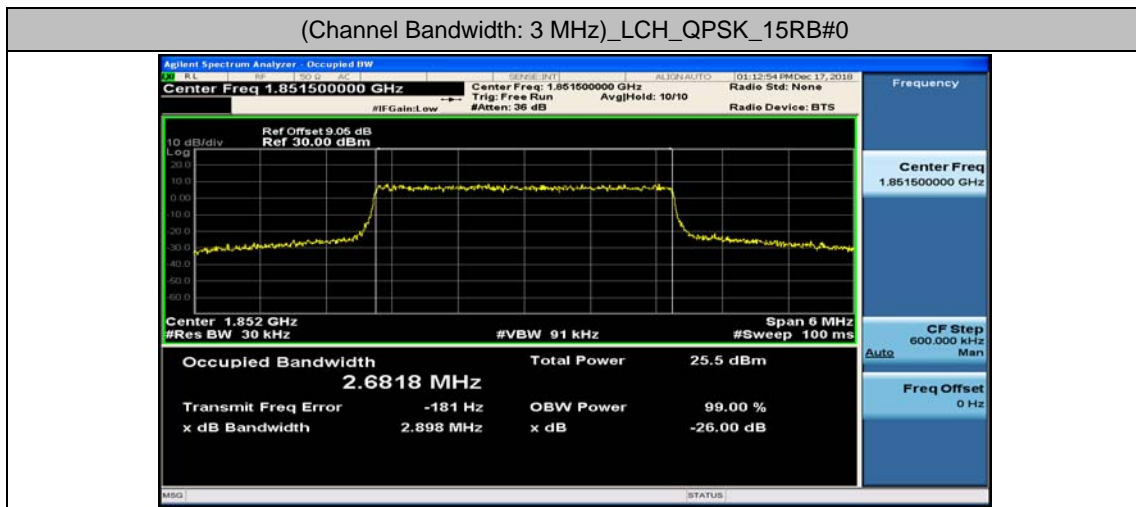 (Channel Bandwidth: 3 MHz)_LCH_QPSK_15RB#0
Agilent Spectrum Analyzer - Occupied BW
RL RF 50 Ω AC SENSE:INT ALIGN AUTO 01:12:54 PM Dec 17, 2018
Center Freq 1.851500000 GHz
Center Freq: 1.851500000 GHz
Radio Std: None
Trig: Free Run Avg|Hold: 10/10
#IFGain:Low #Atten: 36 dB Radio Device: BTS
Frequency
Ref Offset 9.05 dB
10 dB/div Ref 30.00 dBm
Log
20.0
10.0
0.00
-10.0
-20.0
-30.0
-40.0
-50.0
-60.0
Center Freq
1.851500000 GHz
Center 1.852 GHz Span 6 MHz
#Res BW 30 kHz #VBW 91 kHz #Sweep 100 ms
CF Step
600.000 kHz
Auto Man
Occupied Bandwidth Total Power 25.5 dBm
2.6818 MHz
Transmit Freq Error -181 Hz OBW Power 99.00 %
x dB Bandwidth 2.898 MHz x dB -26.00 dB
Freq Offset
0 Hz
MSG STATUS